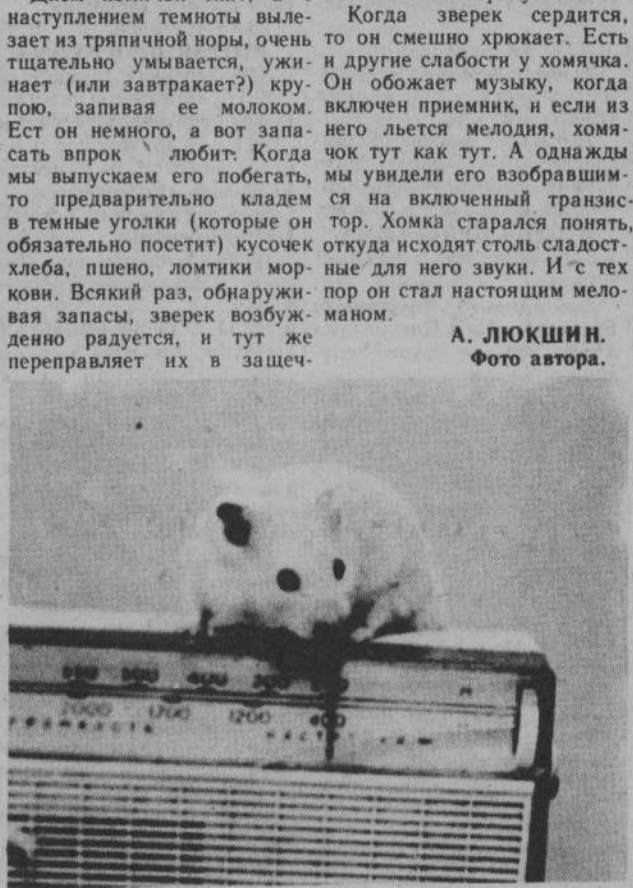 наступлением темноты выле-
зает из тряпичной норы, очень
тщательно умывается, ужи-
нает (или завтракает?) кру-
пою, запивая ее молоком.
Ест он немного, а вот запа-
сать впрок любит. Когда
мы выпускаем его побегать,
то предварительно кладем
в темные уголки (которые он
обязательно посетит) кусочек
хлеба, пшено, ломтики мор-
кови. Всякий раз, обнаружи-
вая запасы, зверек возбуж-
денно радуется, и тут же
переправляет их в защеч-
Когда зверек сердится,
то он смешно хрюкает. Есть
и другие слабости у хомячка.
Он обожает музыку, когда
включен приемник, и если из
него льется мелодия, хомя-
чок тут как тут. А однажды
мы увидели его взобравшим-
ся на включенный транзис-
тор. Хомка старался понять,
откуда исходят столь сладост-
ные для него звуки. И с тех
пор он стал настоящим мело-
маном.
А. ЛЮКШИН.
Фото автора.
400
2000 1200 1200 400